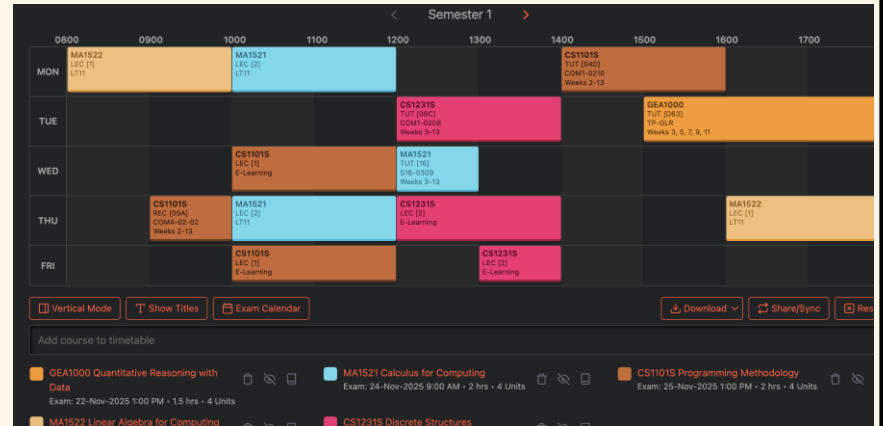 Semester 1
0800 0900 1000 1100 1200 1300 1400 1500 1600 1700
MON
MA1522
LEC [1]
LT11
MA1521
LEC [2]
LT11
CS1101S
TUT [04D]
COM1-0210
Weeks 2-13
TUE
CS1231S
TUT [08C]
COM1-0208
Weeks 3-13
GEA1000
TUT [D63]
TP-GLR
Weeks 3, 5, 7, 9, 11
WED
CS1101S
LEC [1]
E-Learning
MA1521
TUT [16]
S16-0309
Weeks 3-13
THU
CS1101S
REC [09A]
COM4-02-02
Weeks 2-13
MA1521
LEC [2]
LT11
CS1231S
LEC [2]
E-Learning
MA1522
LEC [1]
LT11
FRI
CS1101S
LEC [1]
E-Learning
CS1231S
LEC [2]
E-Learning
Vertical Mode
Show Titles
Exam Calendar
Download
Share/Sync
Res
Add course to timetable
GEA1000 Quantitative Reasoning with
Data
Exam: 22-Nov-2025 1:00 PM • 1.5 hrs • 4 Units
MA1521 Calculus for Computing
Exam: 24-Nov-2025 9:00 AM • 2 hrs • 4 Units
CS1101S Programming Methodology
Exam: 25-Nov-2025 1:00 PM • 2 hrs • 4 Units
MA1522 Linear Algebra for Computing
CS1231S Discrete Structures